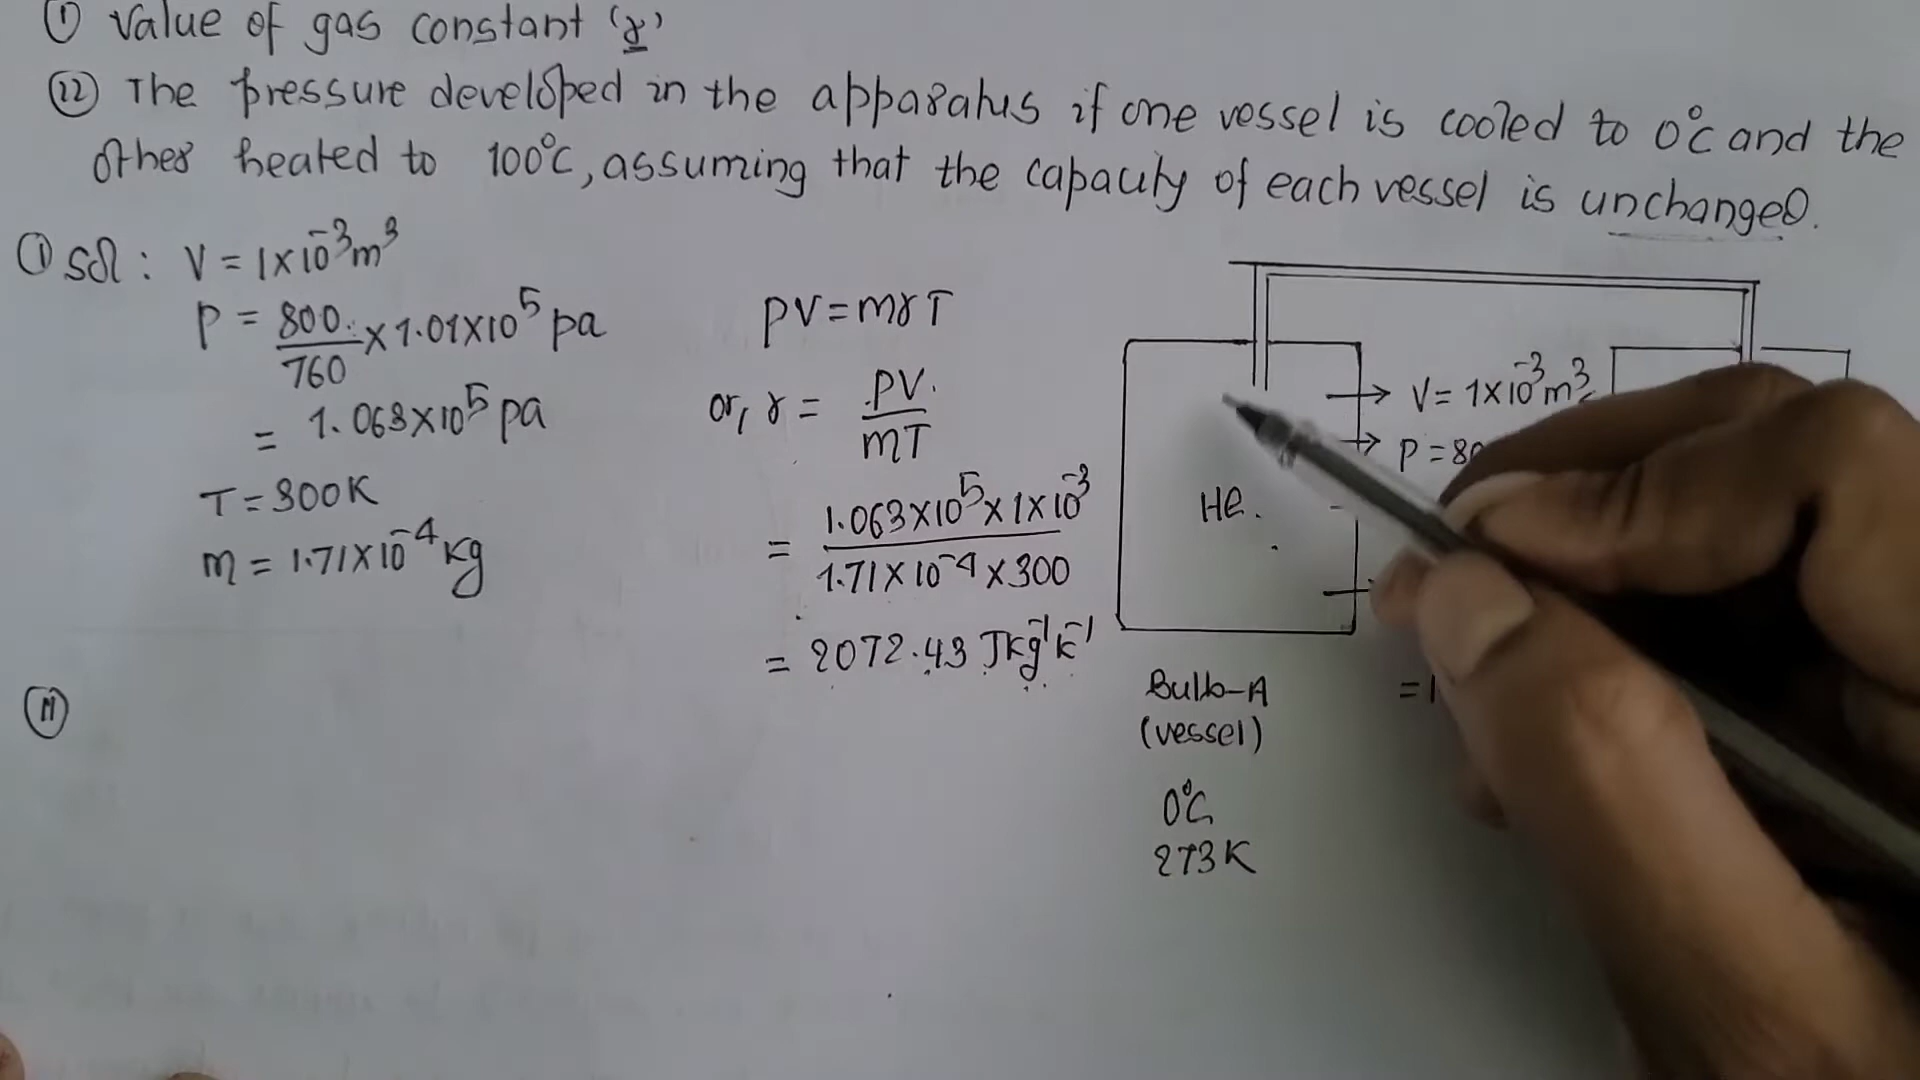 ① Value of gas constant 'r'
(ii) The pressure developed in the apparatus if one vessel is cooled to 0°C and the
other heated to 100°C, assuming that the capacity of each vessel is unchanged.
① Sol: V = 1×10⁻³m³
P = 800/760 ×1.01×10⁵ pa
= 1.063×10⁵ pa
T = 300K
m = 1.71×10⁻⁴ kg
PV = mrT
or, r = PV/mT
= 1.063×10⁵×1×10⁻³ / 1.71×10⁻⁴×300
= 2072.43 Jkg⁻¹K⁻¹
V = 1×10⁻³m³
P = 80
He.
= 1
Bulb-A
(vessel)
0°C
273K
(ii)